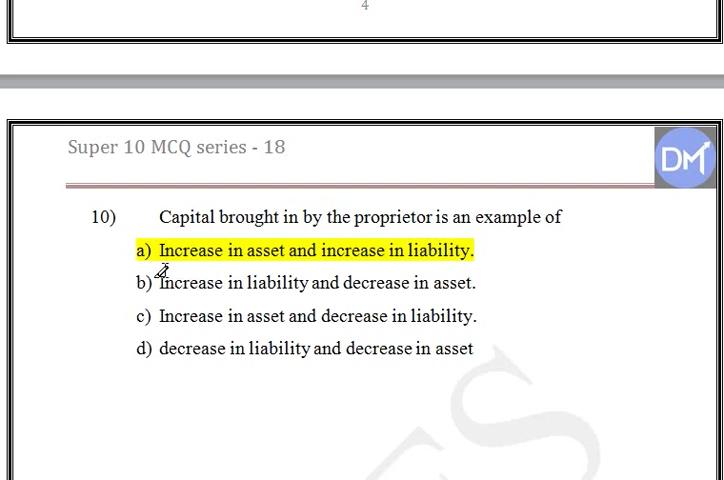 4
Super 10 MCQ series - 18
DM
10) Capital brought in by the proprietor is an example of
a) Increase in asset and increase in liability.
b) Increase in liability and decrease in asset.
c) Increase in asset and decrease in liability.
d) decrease in liability and decrease in asset
ES